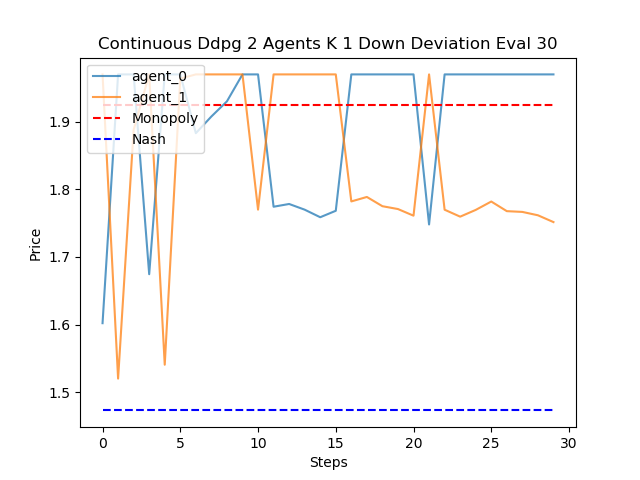 Continuous Ddpg 2 Agents K 1 Down Deviation Eval 30
agent_0
agent_1
Monopoly
Nash
Price
1.9
1.8
1.7
1.6
1.5
0 5 10 15 20 25 30
Steps